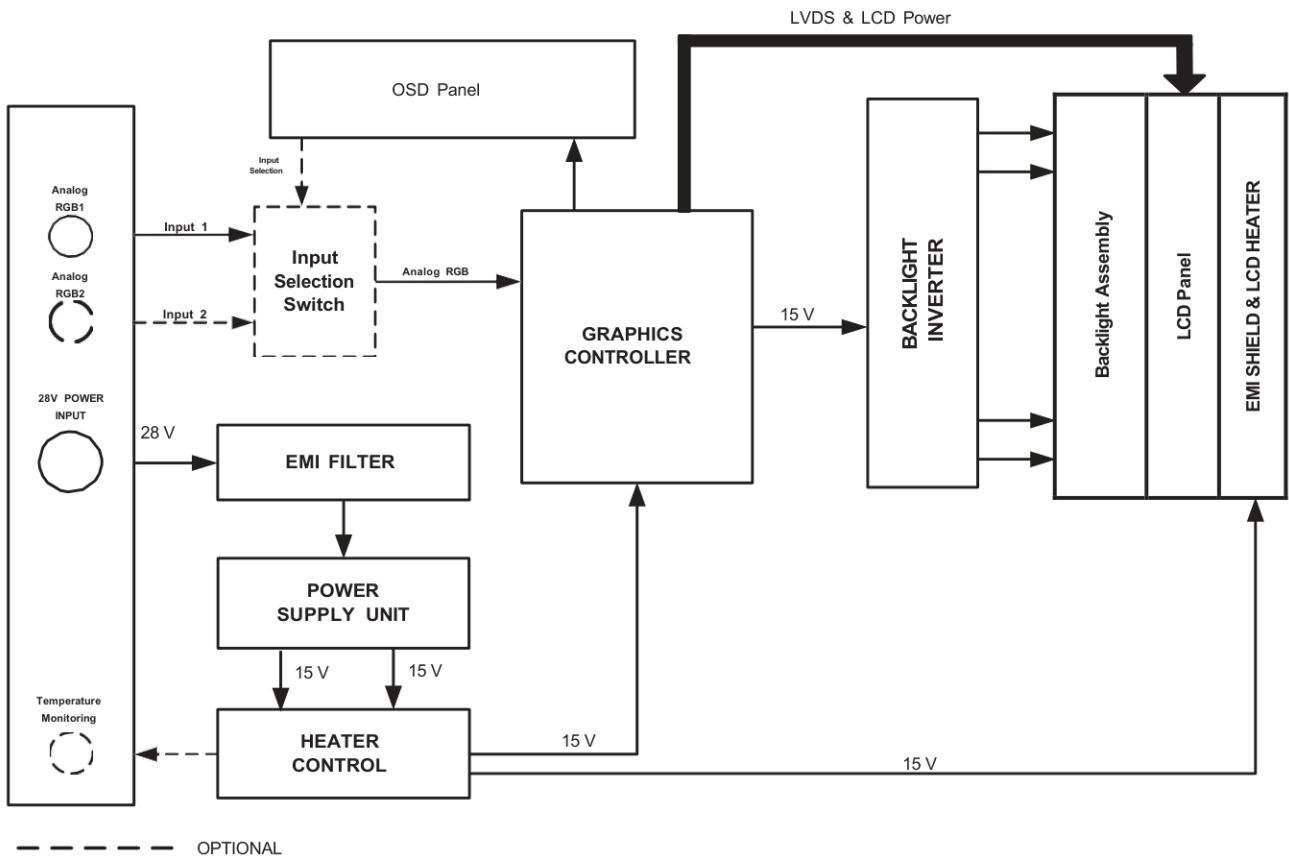 LVDS & LCD Power
OSD Panel
Input
Selection
Analog
RGB1
Input 1
Analog
RGB2
Input 2
Input
Selection
Switch
Analog RGB
GRAPHICS
CONTROLLER
15 V
BACKLIGHT
INVERTER
Backlight Assembly
LCD Panel
EMI SHIELD & LCD HEATER
28V POWER
INPUT
28 V
EMI FILTER
POWER
SUPPLY UNIT
15 V
15 V
Temperature
Monitoring
HEATER
CONTROL
15 V
15 V
OPTIONAL